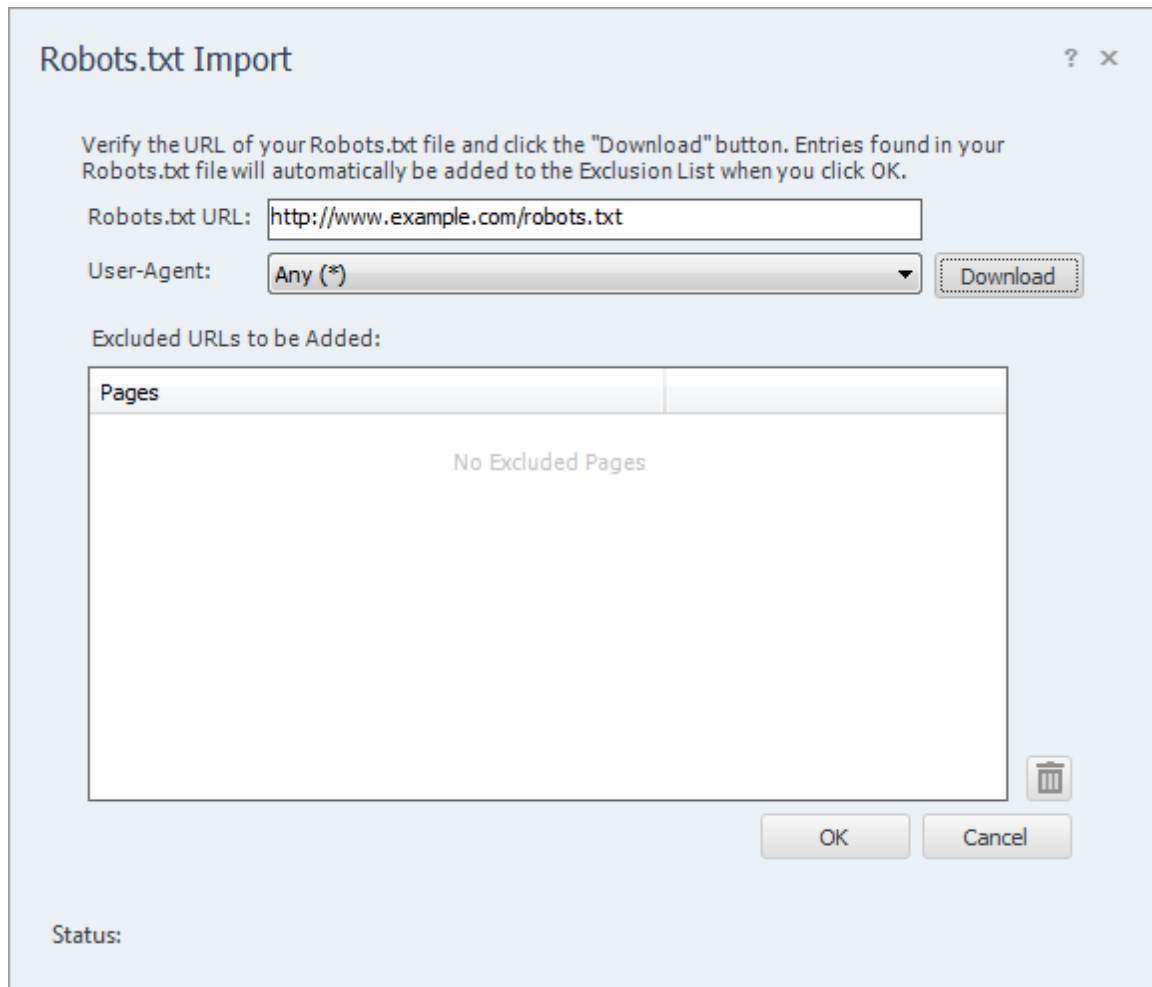 Robots.txt Import
? ×
Verify the URL of your Robots.txt file and click the "Download" button. Entries found in your
Robots.txt file will automatically be added to the Exclusion List when you click OK.
Robots.txt URL: http://www.example.com/robots.txt
User-Agent: Any (*) Download
Excluded URLs to be Added:
Pages
No Excluded Pages
OK Cancel
Status: